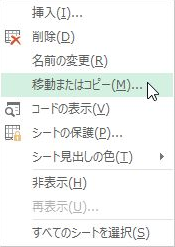 挿入(I)...
削除(D)
名前の変更(R)
移動またはコピー(M)...
コードの表示(V)
シートの保護(P)...
シート見出しの色(T)
非表示(H)
再表示(U)...
すべてのシートを選択(S)